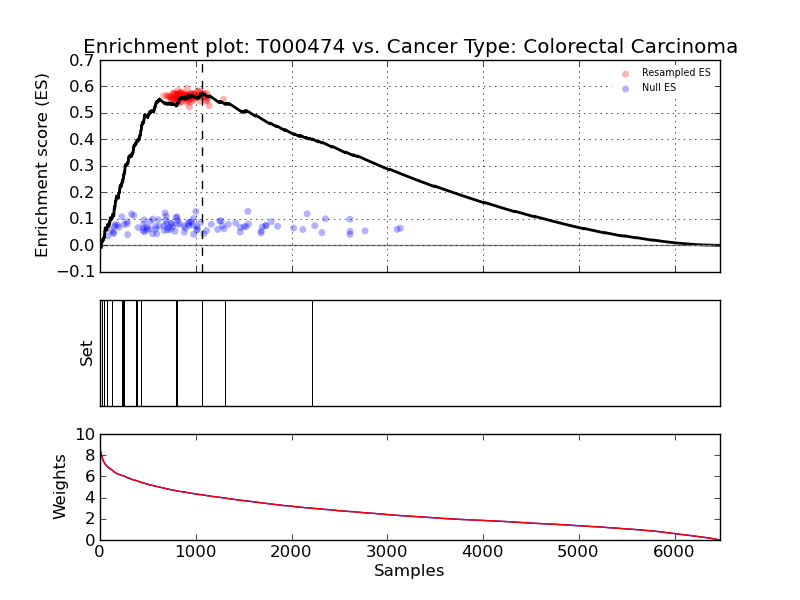 Enrichment plot: T000474 vs. Cancer Type: Colorectal Carcinoma
Enrichment score (ES)
0.7
0.6
0.5
0.4
0.3
0.2
0.1
0.0
−0.1
Resampled ES
Null ES
Set
Weights
10
8
6
4
2
0
0 1000 2000 3000 4000 5000 6000
Samples